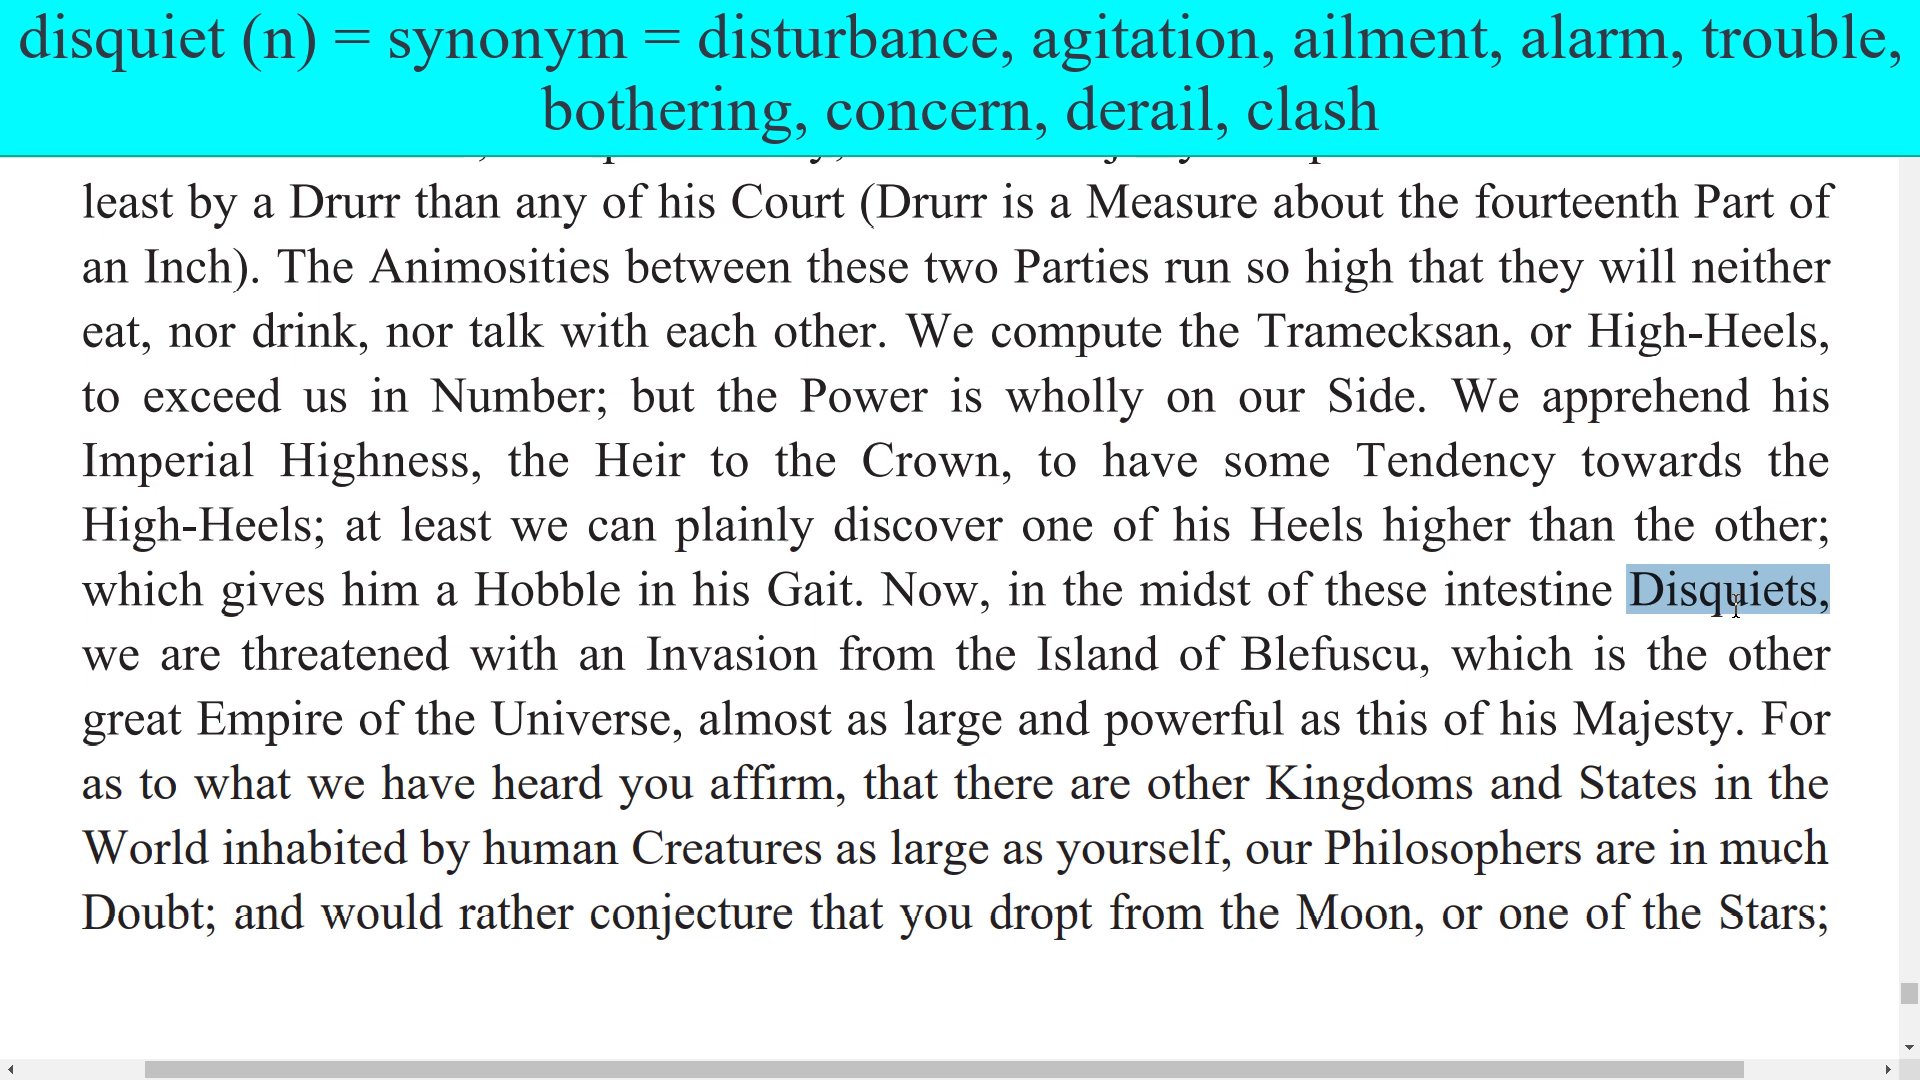 disquiet (n) = synonym = disturbance, agitation, ailment, alarm, trouble,
bothering, concern, derail, clash
least by a Drurr than any of his Court (Drurr is a Measure about the fourteenth Part of
an Inch). The Animosities between these two Parties run so high that they will neither
eat, nor drink, nor talk with each other. We compute the Tramecksan, or High-Heels,
to exceed us in Number; but the Power is wholly on our Side. We apprehend his
Imperial Highness, the Heir to the Crown, to have some Tendency towards the
High-Heels; at least we can plainly discover one of his Heels higher than the other;
which gives him a Hobble in his Gait. Now, in the midst of these intestine Disquiets,
we are threatened with an Invasion from the Island of Blefuscu, which is the other
great Empire of the Universe, almost as large and powerful as this of his Majesty. For
as to what we have heard you affirm, that there are other Kingdoms and States in the
World inhabited by human Creatures as large as yourself, our Philosophers are in much
Doubt; and would rather conjecture that you dropt from the Moon, or one of the Stars;